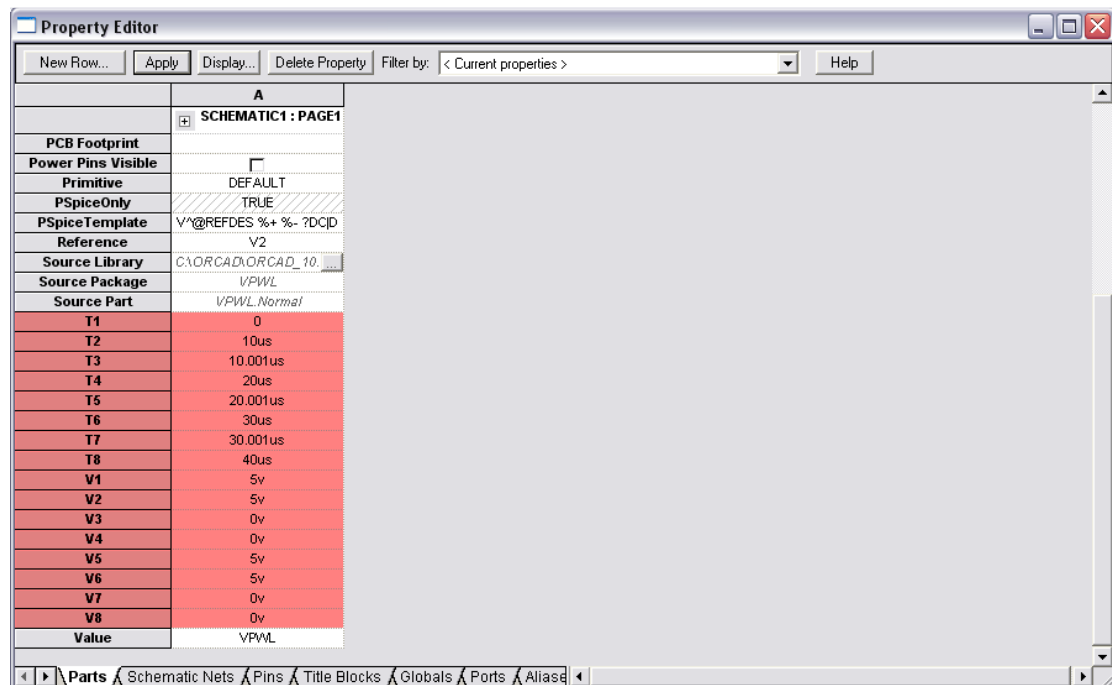 Property Editor
New Row... Apply Display... Delete Property Filter by: < Current properties > Help
A
SCHEMATIC1 : PAGE1
PCB Footprint
Power Pins Visible
Primitive DEFAULT
PSpiceOnly TRUE
PSpiceTemplate V^@REFDES %+ %- ?DC|D
Reference V2
Source Library C:\ORCAD\ORCAD_10. ...
Source Package VPWL
Source Part VPWL.Normal
T1 0
T2 10us
T3 10.001us
T4 20us
T5 20.001us
T6 30us
T7 30.001us
T8 40us
V1 5v
V2 5v
V3 0v
V4 0v
V5 5v
V6 5v
V7 0v
V8 0v
Value VPWL
Parts Schematic Nets Pins Title Blocks Globals Ports Aliase